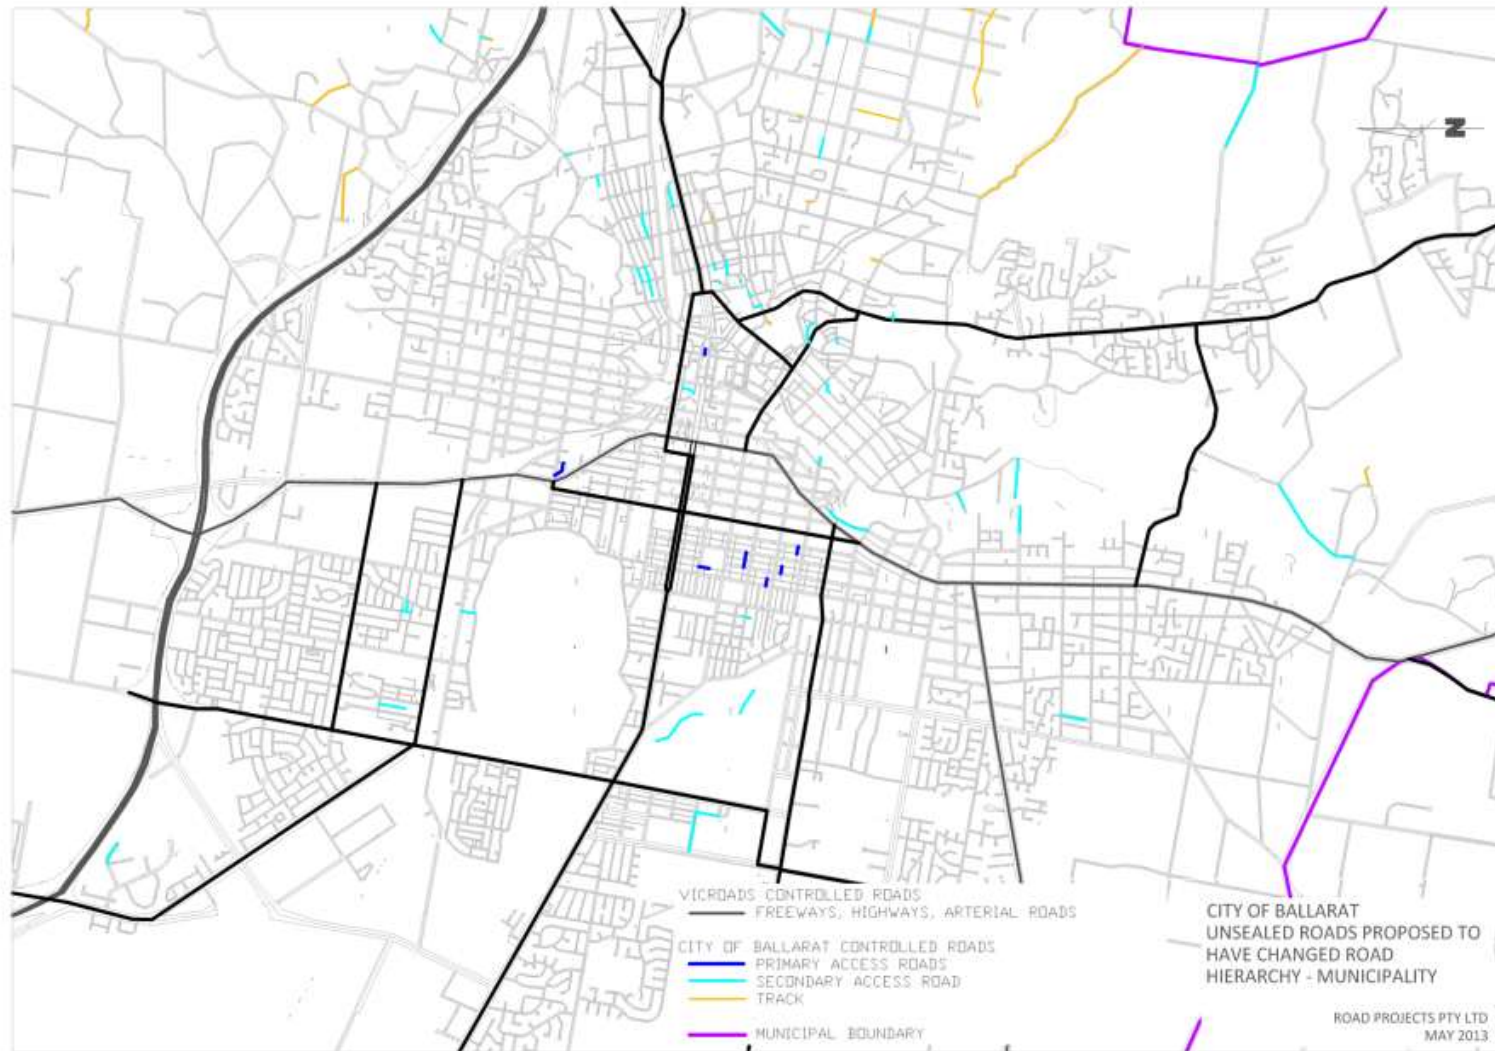 N
VICROADS CONTROLLED ROADS
FREEWAYS, HIGHWAYS, ARTERIAL ROADS
CITY OF BALLARAT CONTROLLED ROADS
PRIMARY ACCESS ROADS
SECONDARY ACCESS ROAD
TRACK
MUNICIPAL BOUNDARY
CITY OF BALLARAT
UNSEALED ROADS PROPOSED TO
HAVE CHANGED ROAD
HIERARCHY - MUNICIPALITY
ROAD PROJECTS PTY LTD
MAY 2013